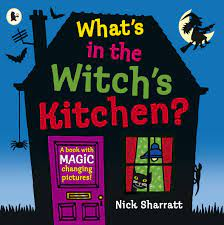 What's
in the
Witch's
Kitchen?
A book with
MAGIC
changing
pictures!
Nick Sharratt